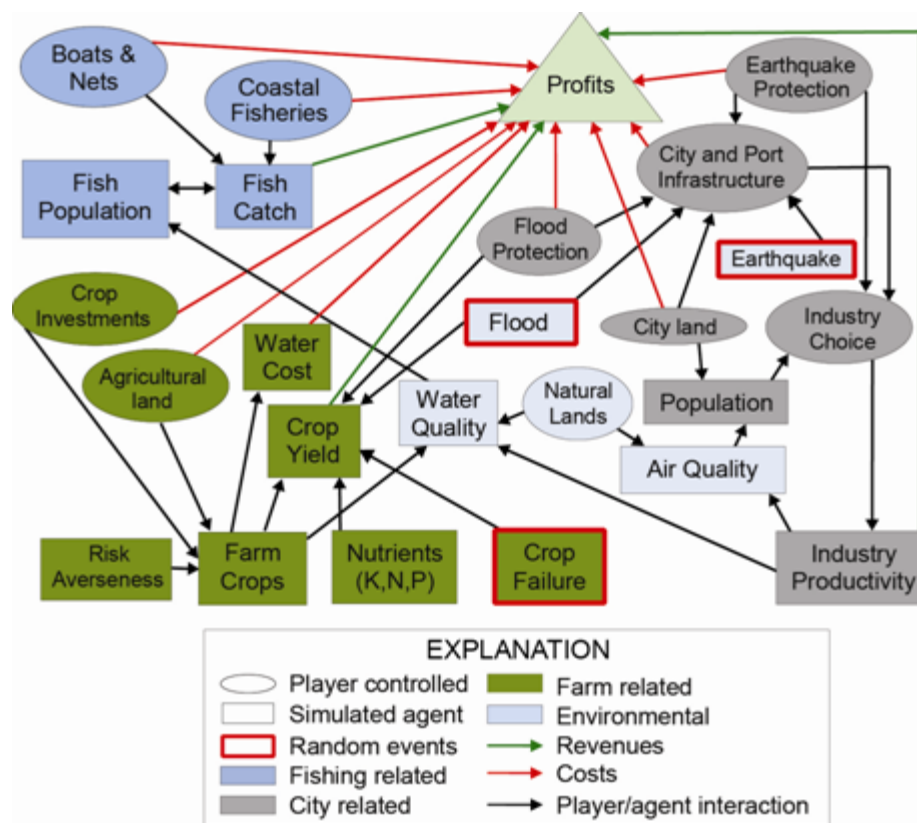 Boats &
Nets
Coastal
Fisheries
Profits
Earthquake
Protection
Fish
Population
Fish
Catch
City and Port
Infrastructure
Flood
Protection
Earthquake
Crop
Investments
Water
Cost
Flood
City land
Industry
Choice
Agricultural
land
Crop
Yield
Water
Quality
Natural
Lands
Population
Air Quality
Risk
Averseness
Farm
Crops
Nutrients
(K,N,P)
Crop
Failure
Industry
Productivity
EXPLANATION
Player controlled
Farm related
Simulated agent
Environmental
Random events
Revenues
Fishing related
Costs
City related
Player/agent interaction